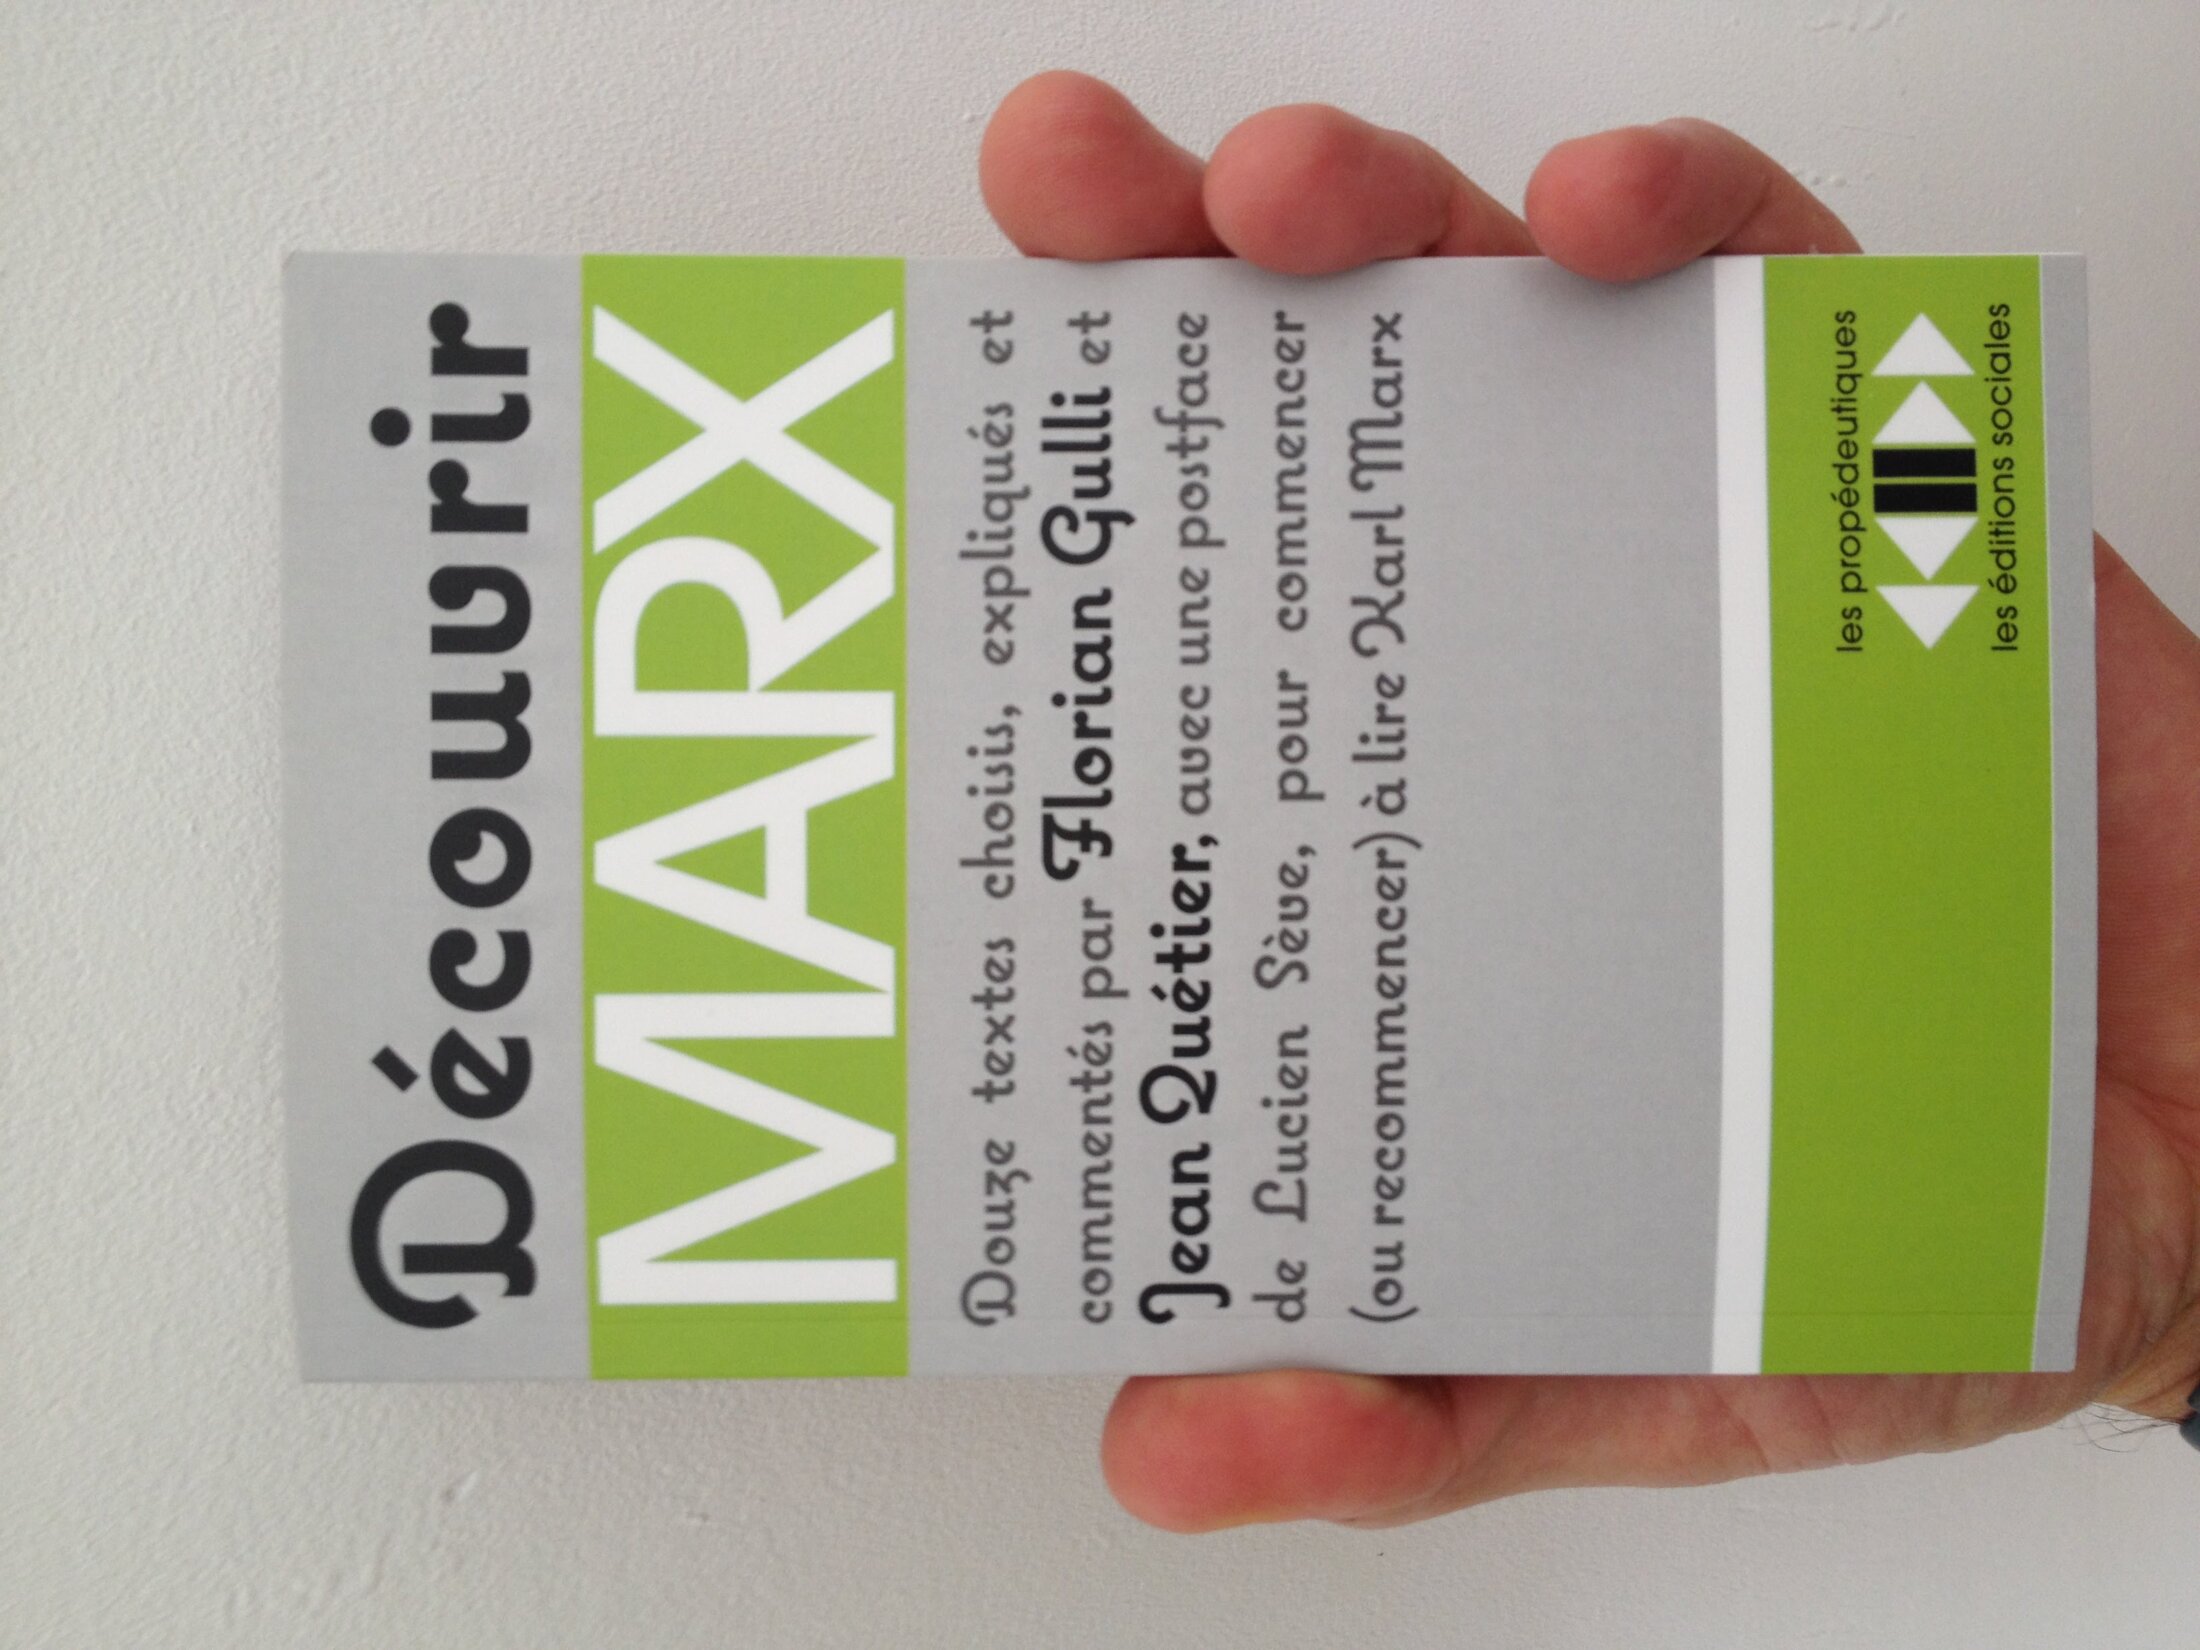 Découvrir
MARX
Douze textes choisis, expliqués et
commentés par Florian Gulli et
Jean Quétier, avec une postface
de Lucien Sève, pour commencer
(ou recommencer) à lire Karl Marx
les propédeutiques
les éditions sociales